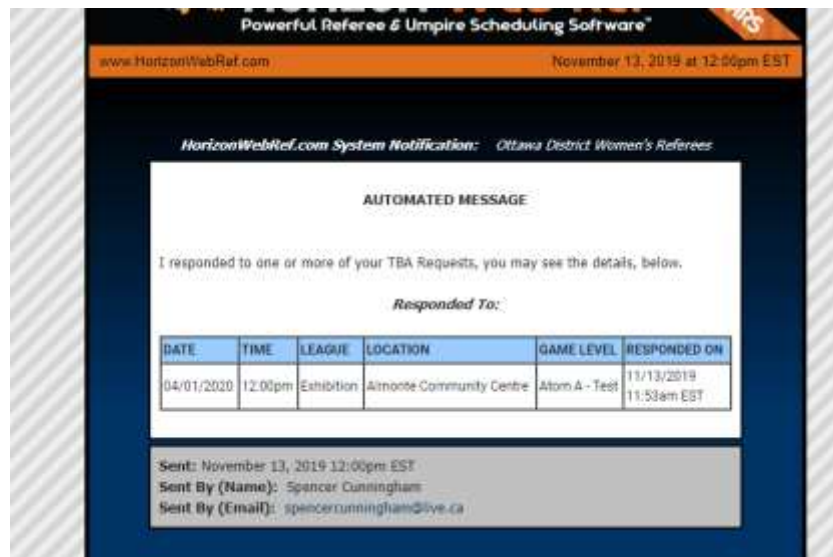 Powerful Referee & Umpire Scheduling Software™
www.HorizonWebRef.com November 13, 2019 at 12:00pm EST
HorizonWebRef.com System Notification: Ottawa District Women's Referees
AUTOMATED MESSAGE
I responded to one or more of your TBA Requests, you may see the details, below.
Responded To:
DATE TIME LEAGUE LOCATION GAME LEVEL RESPONDED ON
04/01/2020 12:00pm Exhibition Almonte Community Centre Atom A - Test 11/13/2019
11:53am EST
Sent: November 13, 2019 12:00pm EST
Sent By (Name): Spencer Cunningham
Sent By (Email): spencercunningham@live.ca